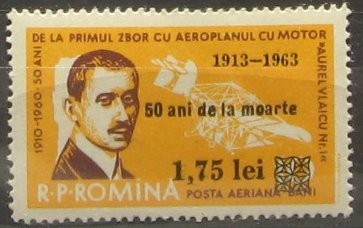 DE LA PRIMUL ZBOR CU AEROPLANUL CU MOTOR
»AUREL VLAICU Nr.I«
1910-1960·50 ANI
1913–1963
50 ani de la moarte
1,75 lei
R·P·ROMINA
POSTA AERIANA
BANI